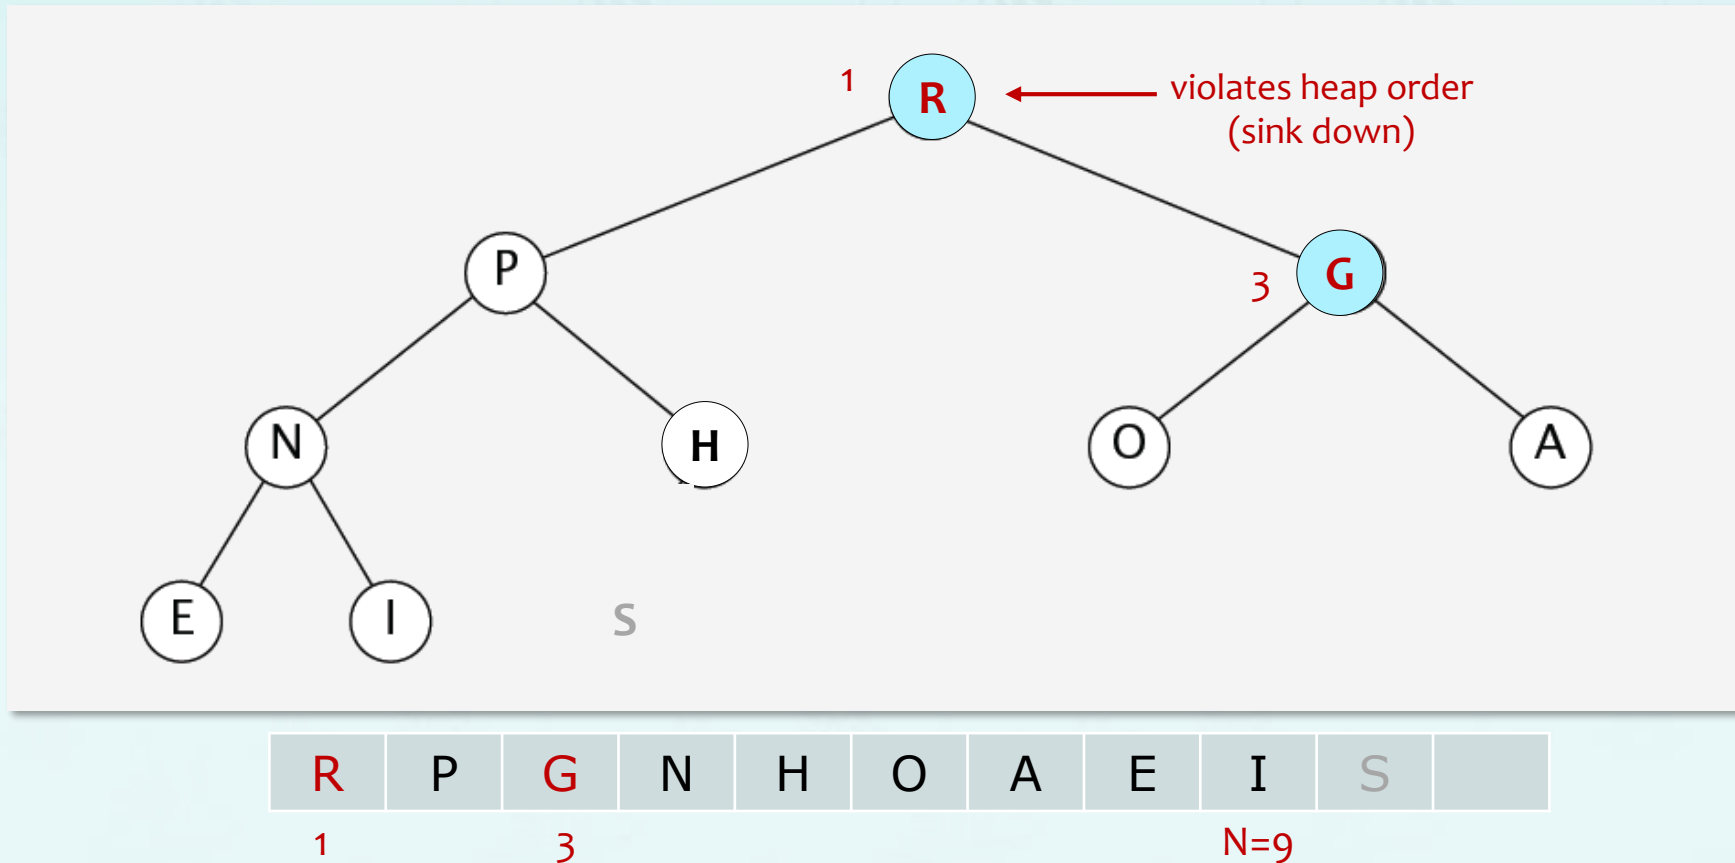 1
R
violates heap order
(sink down)
P
3
G
N
H
O
A
E
I
S
R P G N H O A E I S
1 3 N=9